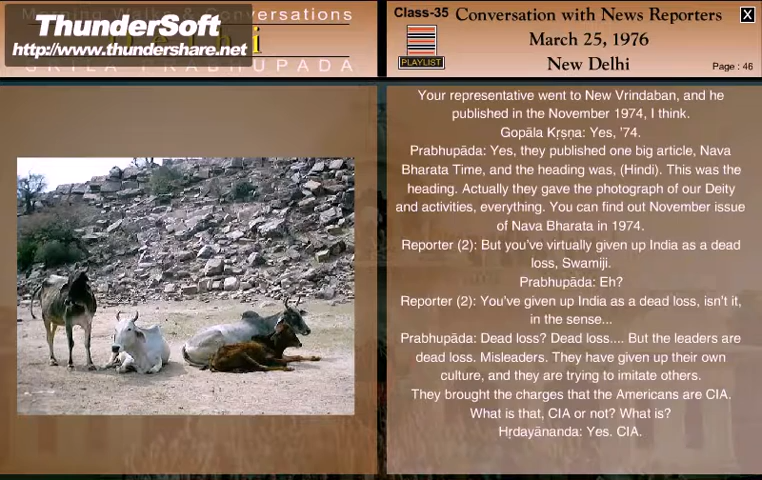 Morning Walks & Conversations
ThunderSoft
http://www.thundershare.net
SRILA PRABHUPADA
Class-35
PLAYLIST
Conversation with News Reporters
March 25, 1976
New Delhi
X
Page : 46
Your representative went to New Vrindaban, and he
published in the November 1974, I think.
Gopāla Kṛṣṇa: Yes, '74.
Prabhupāda: Yes, they published one big article, Nava
Bharata Time, and the heading was, (Hindi). This was the
heading. Actually they gave the photograph of our Deity
and activities, everything. You can find out November issue
of Nava Bharata in 1974.
Reporter (2): But you've virtually given up India as a dead
loss, Swamiji.
Prabhupāda: Eh?
Reporter (2): You've given up India as a dead loss, isn't it,
in the sense...
Prabhupāda: Dead loss? Dead loss.... But the leaders are
dead loss. Misleaders. They have given up their own
culture, and they are trying to imitate others.
They brought the charges that the Americans are CIA.
What is that, CIA or not? What is?
Hṛdayānanda: Yes. CIA.